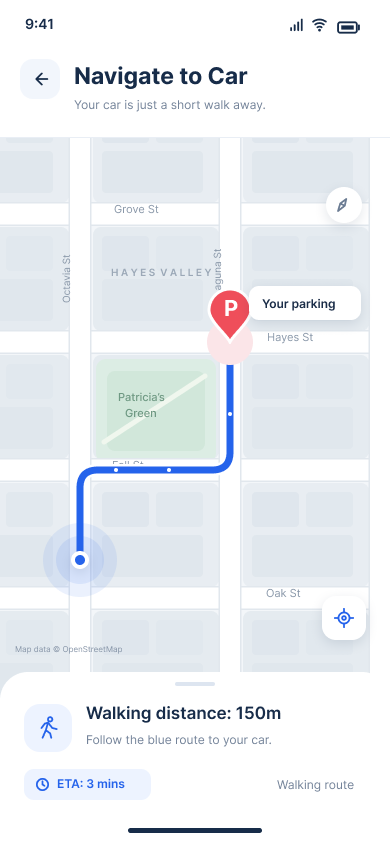 9:41
Navigate to Car
Your car is just a short walk away.
Grove St
Octavia St
HAYES VALLEY
P
Your parking
Hayes St
Patricia's
Green
Oak St
Map data © OpenStreetMap
Walking distance: 150m
Follow the blue route to your car.
ETA: 3 mins
Walking route